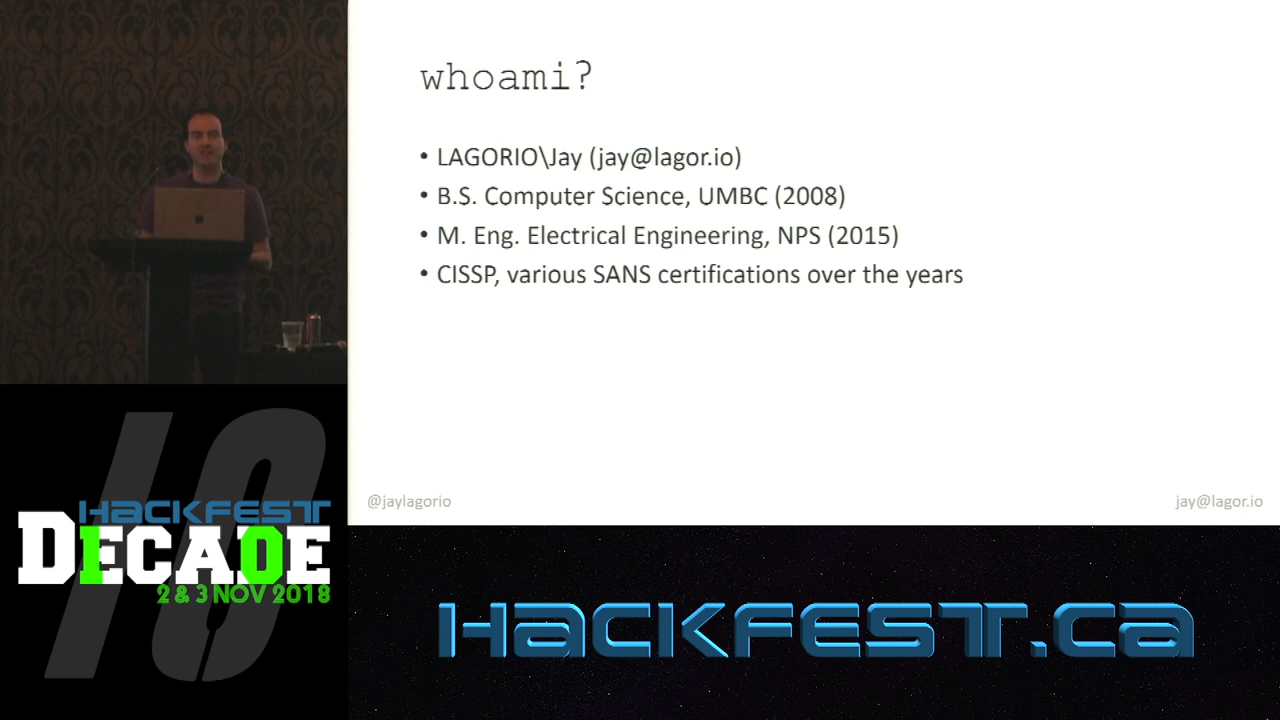 whoami?
• LAGORIO\Jay (jay@lagor.io)
• B.S. Computer Science, UMBC (2008)
• M. Eng. Electrical Engineering, NPS (2015)
• CISSP, various SANS certifications over the years
@jaylagorio
jay@lagor.io
10
HACKFEST
DECADE
2 & 3 NOV 2018
HACKFEST.Ca